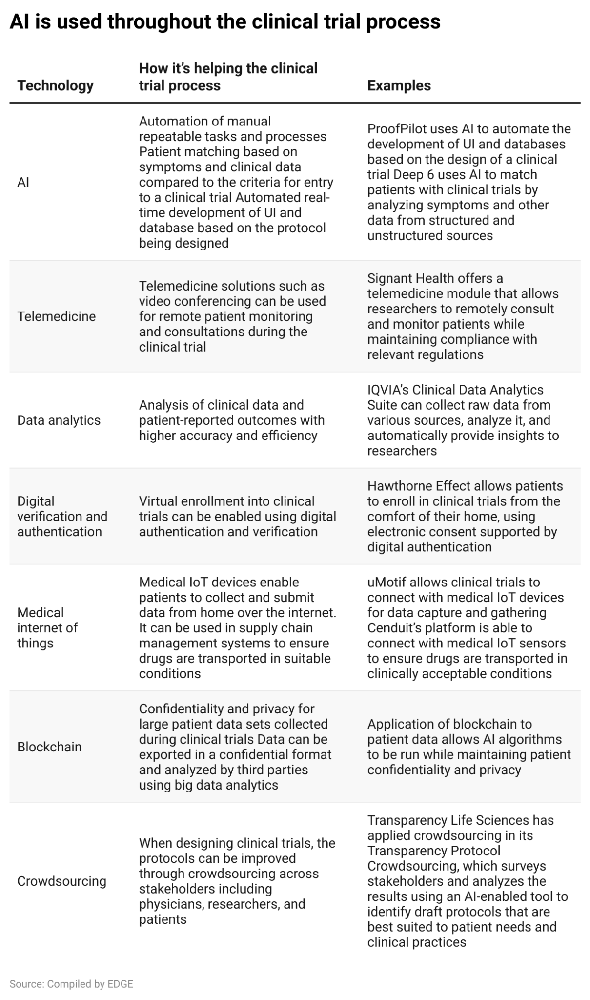 AI is used throughout the clinical trial process
Technology
How it’s helping the clinical
trial process
Examples
AI
Automation of manual
repeatable tasks and processes
Patient matching based on
symptoms and clinical data
compared to the criteria for entry
to a clinical trial Automated real-
time development of UI and
database based on the protocol
being designed
ProofPilot uses AI to automate the
development of UI and databases
based on the design of a clinical
trial Deep 6 uses AI to match
patients with clinical trials by
analyzing symptoms and other
data from structured and
unstructured sources
Telemedicine
Telemedicine solutions such as
video conferencing can be used
for remote patient monitoring
and consultations during the
clinical trial
Signant Health offers a
telemedicine module that allows
researchers to remotely consult
and monitor patients while
maintaining compliance with
relevant regulations
Data analytics
Analysis of clinical data and
patient-reported outcomes with
higher accuracy and efficiency
IQVIA’s Clinical Data Analytics
Suite can collect raw data from
various sources, analyze it, and
automatically provide insights to
researchers
Digital
verification and
authentication
Virtual enrollment into clinical
trials can be enabled using digital
authentication and verification
Hawthorne Effect allows patients
to enroll in clinical trials from the
comfort of their home, using
electronic consent supported by
digital authentication
Medical
internet of
things
Medical IoT devices enable
patients to collect and submit
data from home over the internet.
It can be used in supply chain
management systems to ensure
drugs are transported in suitable
conditions
uMotif allows clinical trials to
connect with medical IoT devices
for data capture and gathering
Cenduit’s platform is able to
connect with medical IoT sensors
to ensure drugs are transported in
clinically acceptable conditions
Blockchain
Confidentiality and privacy for
large patient data sets collected
during clinical trials Data can be
exported in a confidential format
and analyzed by third parties
using big data analytics
Application of blockchain to
patient data allows AI algorithms
to be run while maintaining patient
confidentiality and privacy
Crowdsourcing
When designing clinical trials, the
protocols can be improved
through crowdsourcing across
stakeholders including
physicians, researchers, and
patients
Transparency Life Sciences has
applied crowdsourcing in its
Transparency Protocol
Crowdsourcing, which surveys
stakeholders and analyzes the
results using an AI-enabled tool to
identify draft protocols that are
best suited to patient needs and
clinical practices
Source: Compiled by EDGE